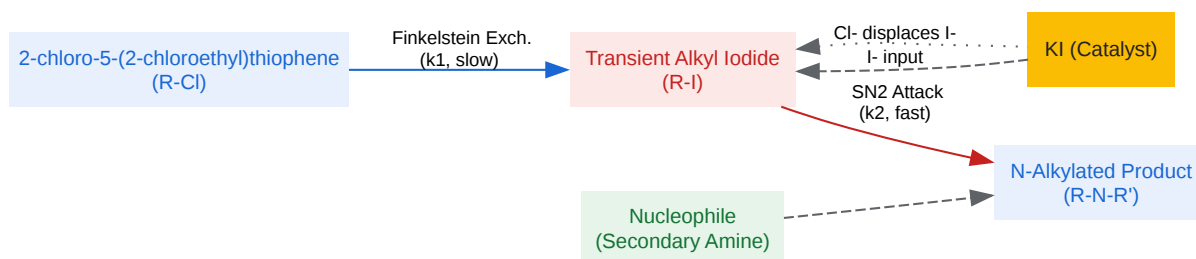 2-chloro-5-(2-chloroethyl)thiophene
(R-Cl)
Finkelstein Exch.
(k1, slow)
Transient Alkyl Iodide
(R-I)
Cl- displaces I-
I- input
KI (Catalyst)
SN2 Attack
(k2, fast)
N-Alkylated Product
(R-N-R')
Nucleophile
(Secondary Amine)